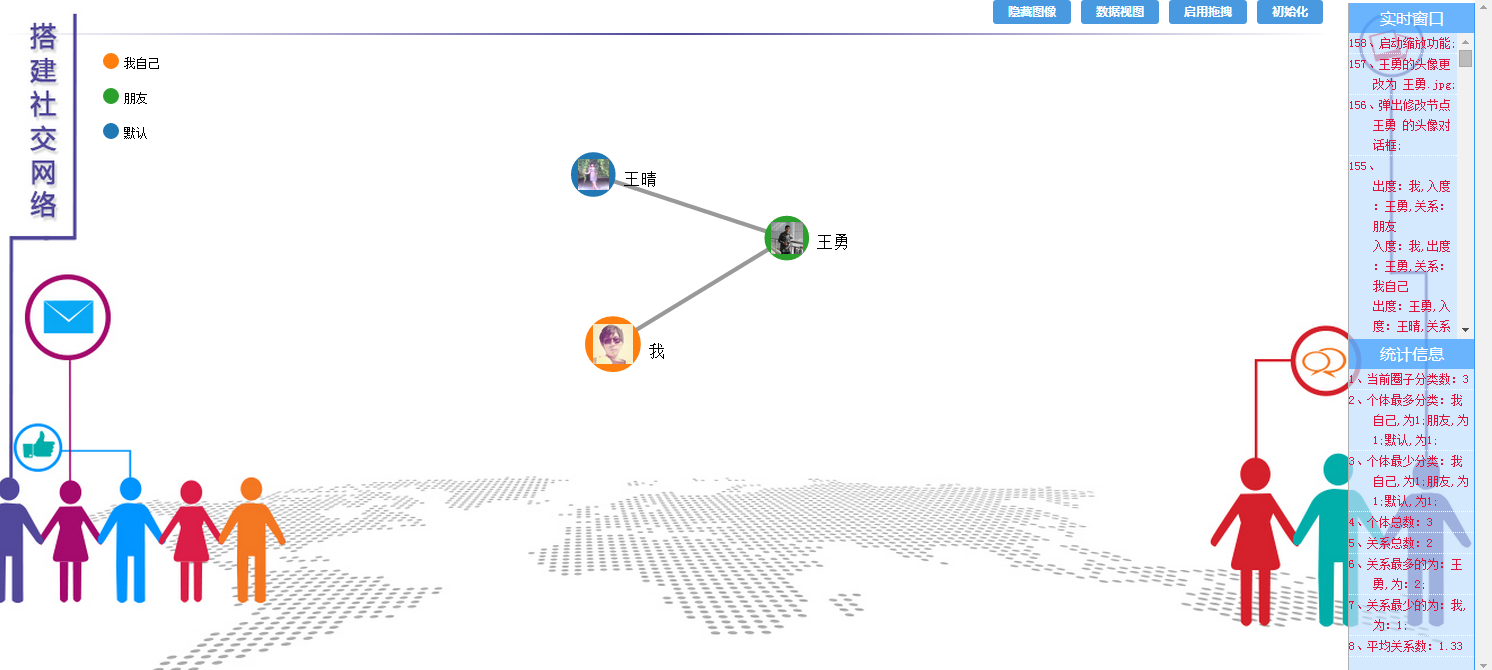 搭建社交网络
隐藏图像 数据视图 启用拖拽 初始化
我自己
朋友
默认
王晴
王勇
我
实时窗口
158、启动缩放功能;
157、王勇的头像更
改为 王勇.jpg;
156、弹出修改节点
王勇 的头像对
话框;
155、
出度: 我,入度
: 王勇,关系:
朋友
入度: 我,出度
: 王勇,关系:
我自己
出度: 王勇,入
度: 王晴,关系
统计信息
1、当前圈子分类数: 3
2、个体最多分类: 我
自己,为1;朋友,为
1;默认,为1;
3、个体最少分类: 我
自己,为1;朋友,为
1;默认,为1;
4、个体总数: 3
5、关系总数: 2
6、关系最多的为: 王
勇,为: 2;
7、关系最少的为: 我,
为: 1;
8、平均关系数: 1.33